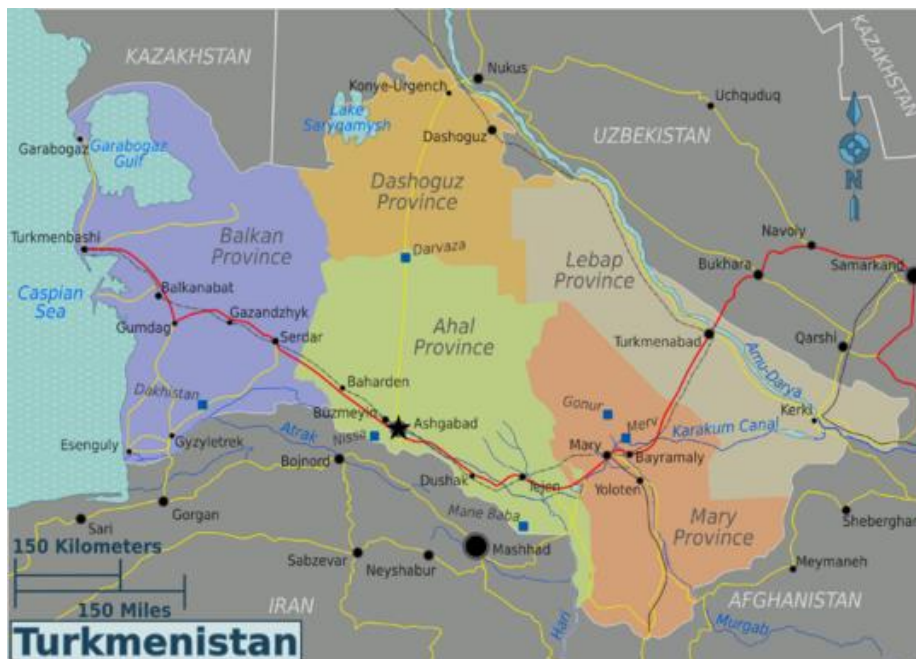 KAZAKHSTAN
KAZAKHSTAN
Nukus
Konye-Urgench
Uchquduq
Lake
Sarygamysh
Garabogaz
Gulf
Garabogaz
Dashoguz
UZBEKISTAN
N
Dashoguz
Province
Turkmenbashi
Balkan
Province
Darvaza
Lebap
Province
Navoiy
Bukhara
Samarkand
Caspian
Sea
Balkanabat
Gazandzhyk
Gumdag
Serdar
Ahal
Province
Turkmenabad
Qarshi
Amu-Darya
Baharden
Dakhistan
Buzmeyin
Ashgabad
Nissa
Gonur
Merv
Kerki
Karakum Canal
Esenguly
Gyzyletrek
Atrak
Bojnord
Mary
Bayramaly
Dushak
Tejen
Yoloten
Sari
Gorgan
Mane Baba
Mary
Province
Sheberghan
150 Kilometers
Sabzevar
Neyshabur
Mashhad
Meymaneh
150 Miles
IRAN
Hari
AFGHANISTAN
Murgab
Turkmenistan